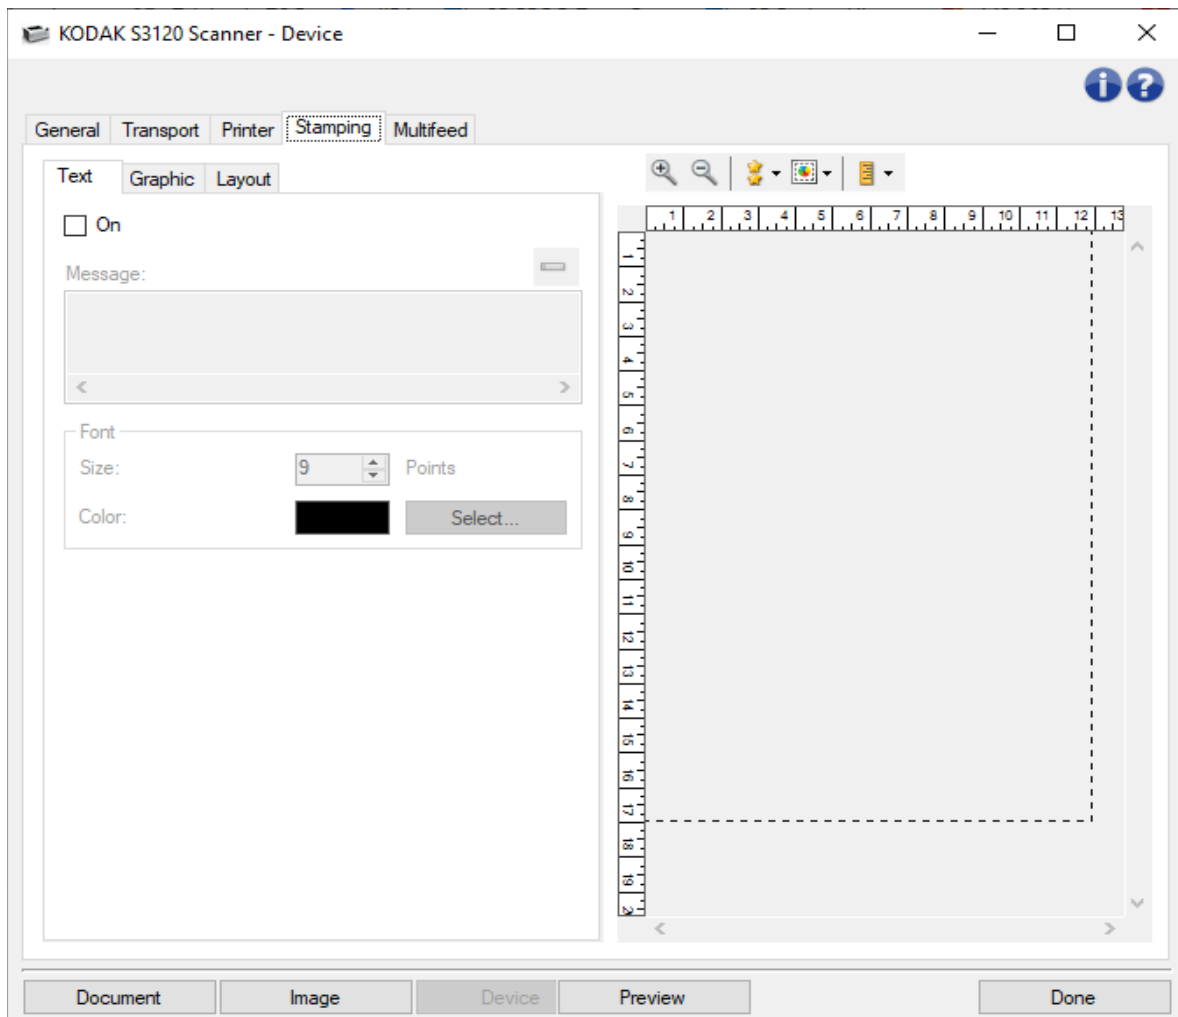 KODAK S3120 Scanner - Device
General Transport Printer Stamping Multifeed
Text Graphic Layout
On
Message:
Font
Size: 9 Points
Color: Select...
1 2 3 4 5 6 7 8 9 10 11 12 13
1
2
3
4
5
6
7
8
9
10
11
12
13
14
15
16
17
18
19
Document Image Device Preview Done